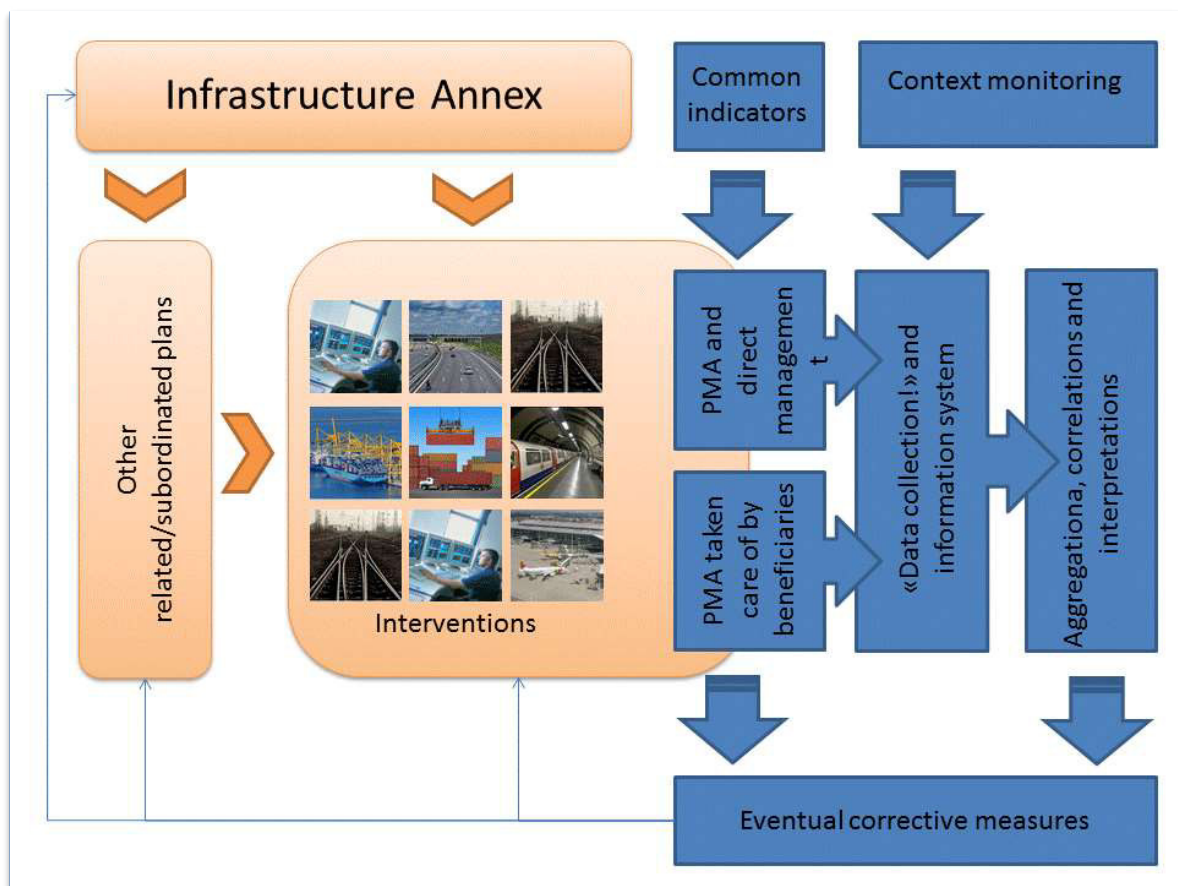 Infrastructure Annex
Common
indicators
Context monitoring
Other
related/subordinated plans
Interventions
PMA and
direct
managemen
t
PMA taken
care of by
beneficiaries
«Data collection!» and
information system
Aggregationa, correlations and
interpretations
Eventual corrective measures